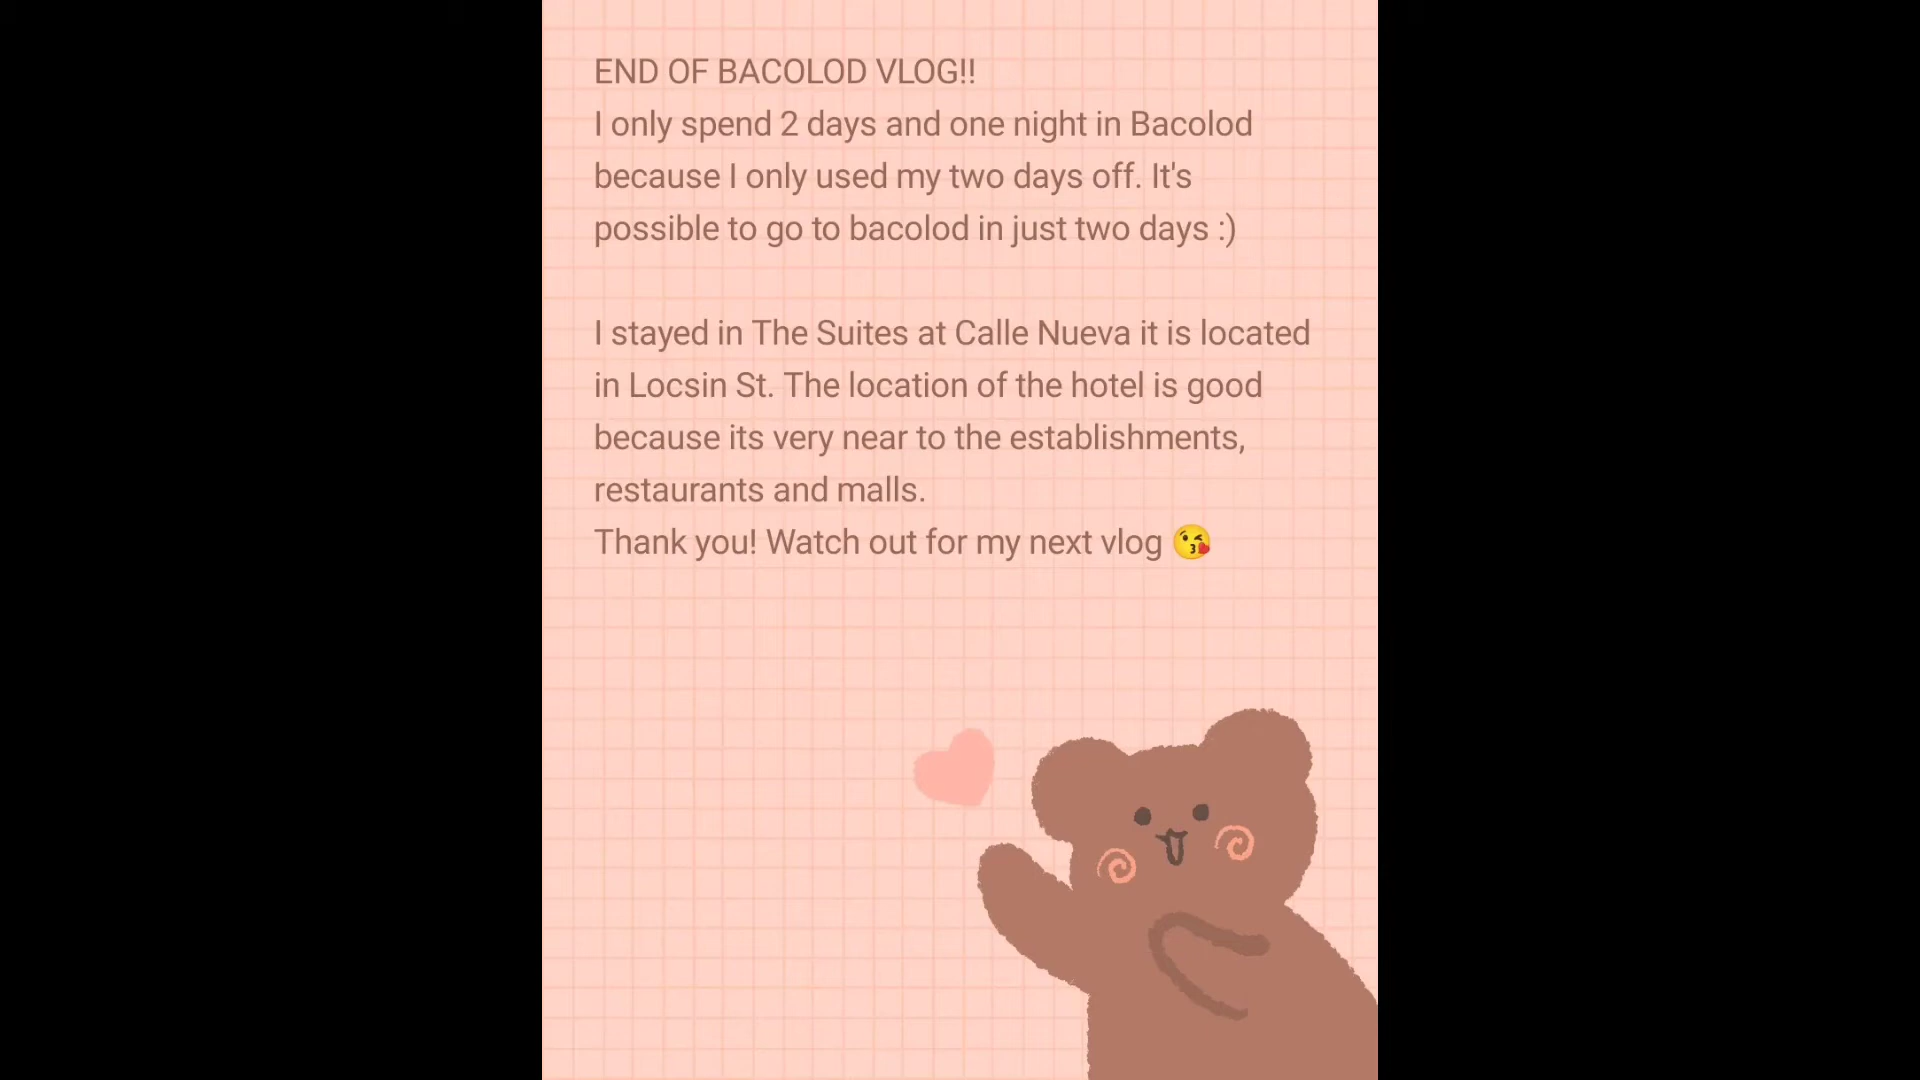 END OF BACOLOD VLOG!!
I only spend 2 days and one night in Bacolod
because I only used my two days off. It's
possible to go to bacolod in just two days :)
I stayed in The Suites at Calle Nueva it is located
in Locsin St. The location of the hotel is good
because its very near to the establishments,
restaurants and malls.
Thank you! Watch out for my next vlog 😘